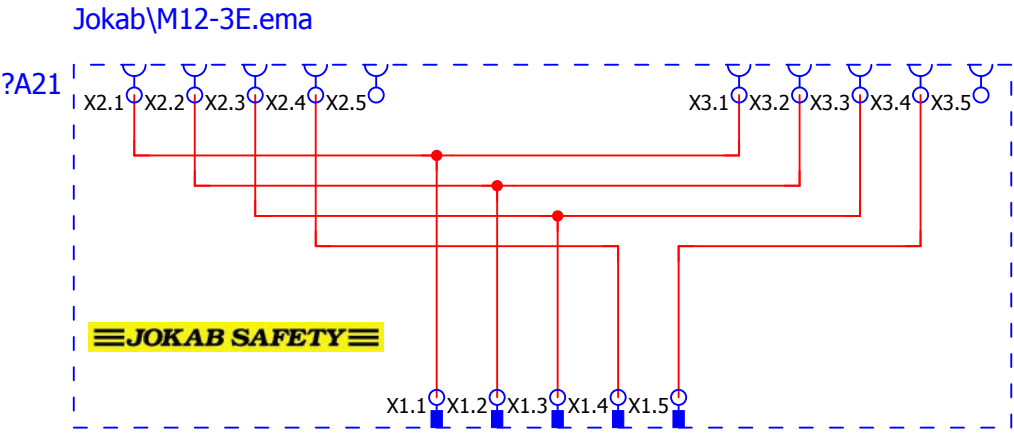 Jokab\M12-3E.ema
?A21
X2.1 X2.2 X2.3 X2.4 X2.5 X3.1 X3.2 X3.3 X3.4 X3.5
JOKAB SAFETY
X1.1 X1.2 X1.3 X1.4 X1.5